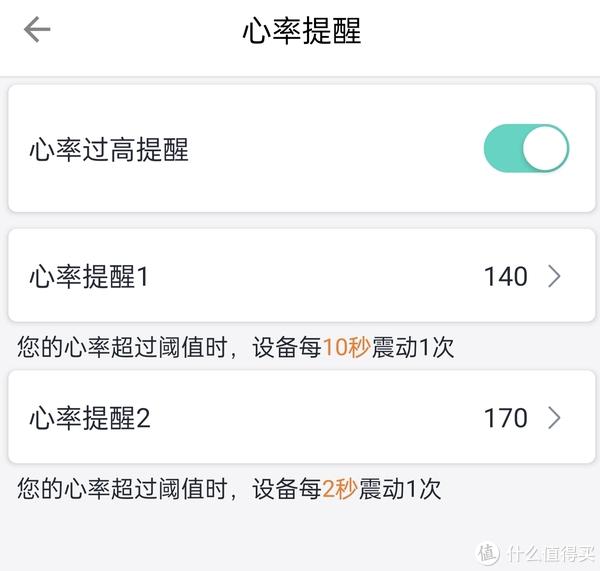 心率提醒
心率过高提醒
心率提醒1 140
您的心率超过阈值时，设备每10秒震动1次
心率提醒2 170
您的心率超过阈值时，设备每2秒震动1次
值 什么值得买